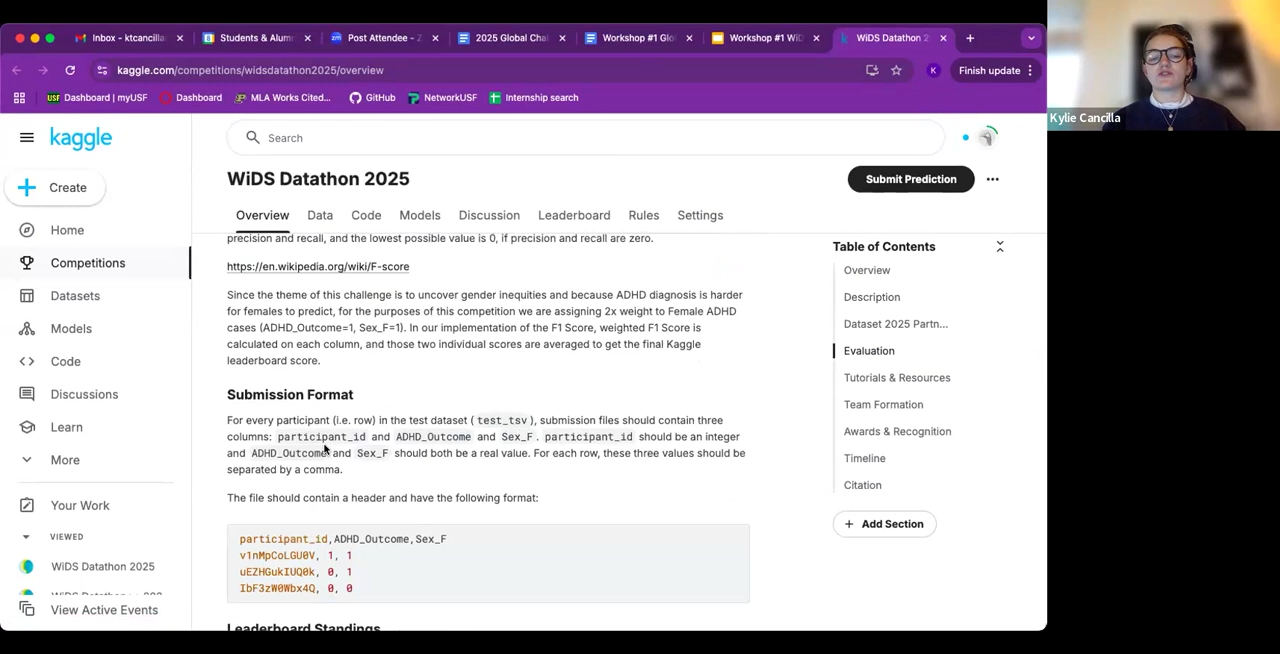 Inbox - ktcancilla
Students & Alum
Post Attendee - Z
2025 Global Cha
Workshop #1 Glo
Workshop #1 WiD
WiDS Datathon 2
kaggle.com/competitions/widsdatathon2025/overview
K
Finish update
USF Dashboard | myUSF
Dashboard
MLA Works Cited...
GitHub
NetworkUSF
Internship search
Kylie Cancilla
kaggle
Search
Create
Home
Competitions
Datasets
Models
Code
Discussions
Learn
More
Your Work
VIEWED
WiDS Datathon 2025
View Active Events
WiDS Datathon 2025
Submit Prediction
Overview Data Code Models Discussion Leaderboard Rules Settings
precision and recall, and the lowest possible value is 0, if precision and recall are zero.
https://en.wikipedia.org/wiki/F-score
Since the theme of this challenge is to uncover gender inequities and because ADHD diagnosis is harder
for females to predict, for the purposes of this competition we are assigning 2x weight to Female ADHD
cases (ADHD_Outcome=1, Sex_F=1). In our implementation of the F1 Score, weighted F1 Score is
calculated on each column, and those two individual scores are averaged to get the final Kaggle
leaderboard score.
Submission Format
For every participant (i.e. row) in the test dataset ( test_tsv ), submission files should contain three
columns: participant_id and ADHD_Outcome and Sex_F . participant_id should be an integer
and ADHD_Outcome and Sex_F should both be a real value. For each row, these three values should be
separated by a comma.
The file should contain a header and have the following format:
participant_id,ADHD_Outcome,Sex_F
v1nMpCoLGU0V, 1, 1
uEZHGukIUQ0k, 0, 1
IbF3zW0Wbx4Q, 0, 0
Leaderboard Standings
Table of Contents
Overview
Description
Dataset 2025 Partn...
Evaluation
Tutorials & Resources
Team Formation
Awards & Recognition
Timeline
Citation
Add Section